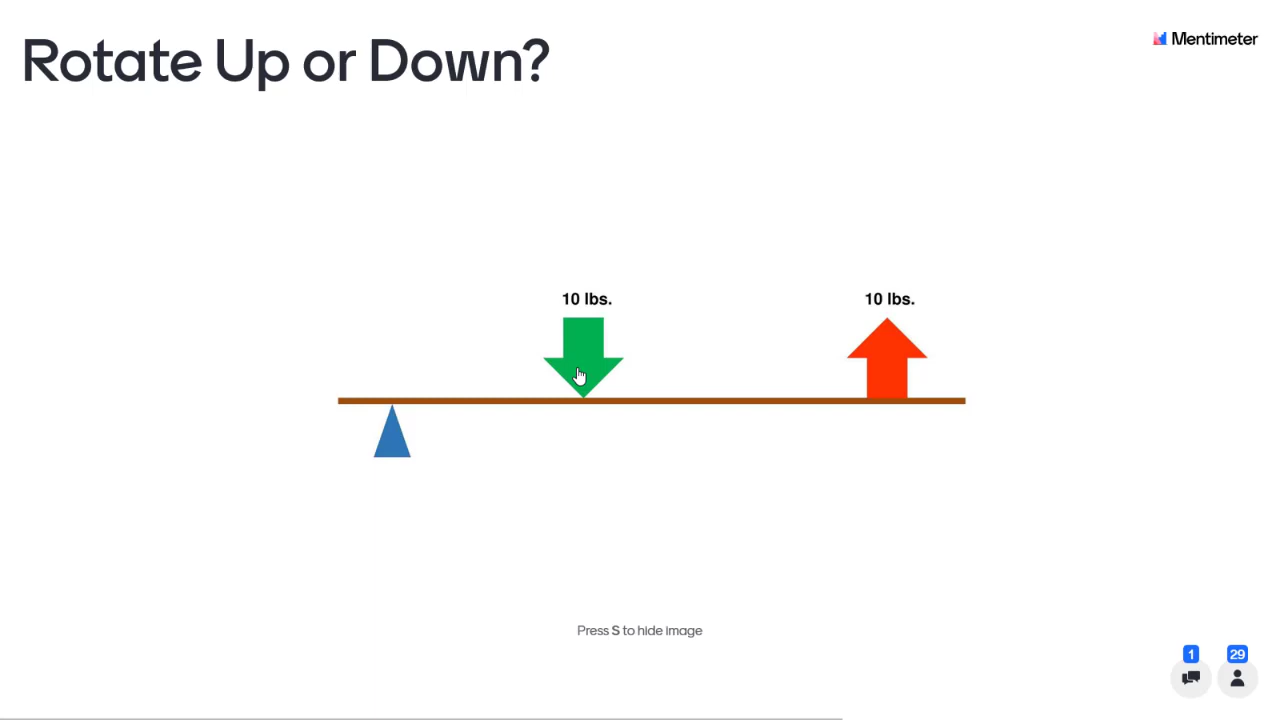 Rotate Up or Down?
Mentimeter
10 lbs.
10 lbs.
Press S to hide image
1
29